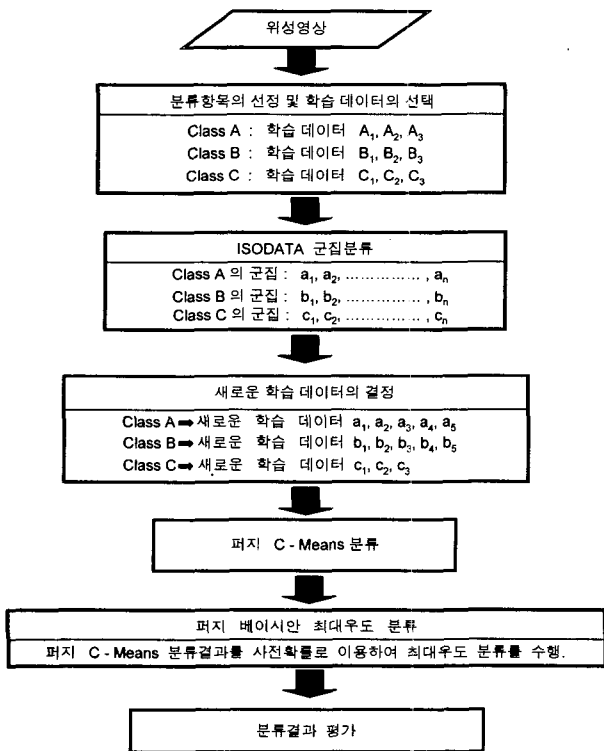 위성영상
분류항목의 선정 및 학습 데이터의 선택
Class A : 학습 데이터 A₁, A₂, A₃
Class B : 학습 데이터 B₁, B₂, B₃
Class C : 학습 데이터 C₁, C₂, C₃
ISODATA 군집분류
Class A 의 군집 : a₁, a₂, .............. , aₙ
Class B 의 군집 : b₁, b₂, .............. , bₙ
Class C 의 군집 : c₁, c₂, .............. , cₙ
새로운 학습 데이터의 결정
Class A ➡ 새로운 학습 데이터 a₁, a₂, a₃, a₄, a₅
Class B ➡ 새로운 학습 데이터 b₁, b₂, b₃, b₄, b₅
Class C ➡ 새로운 학습 데이터 c₁, c₂, c₃
퍼지 C - Means 분류
퍼지 베이시안 최대우도 분류
퍼지 C - Means 분류결과를 사전확률로 이용하여 최대우도 분류를 수행.
분류결과 평가